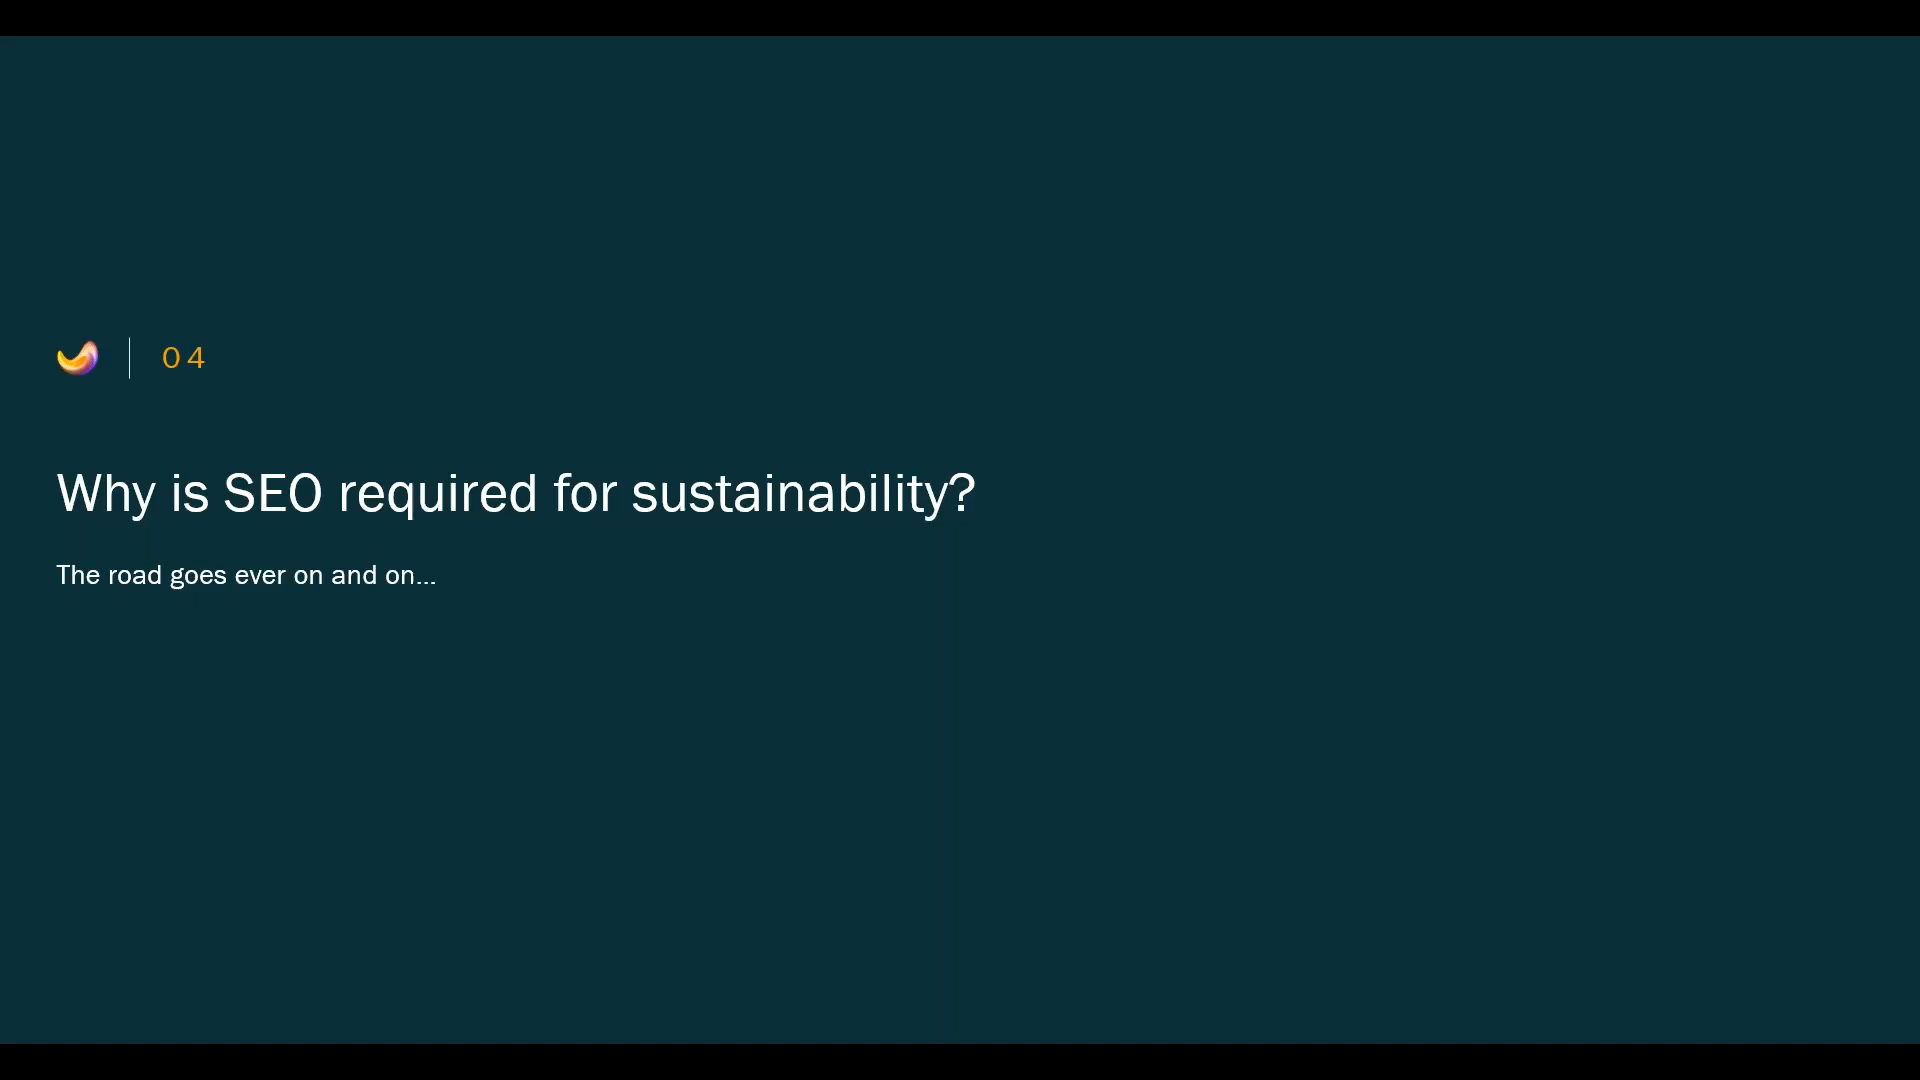 04
Why is SEO required for sustainability?
The road goes ever on and on...